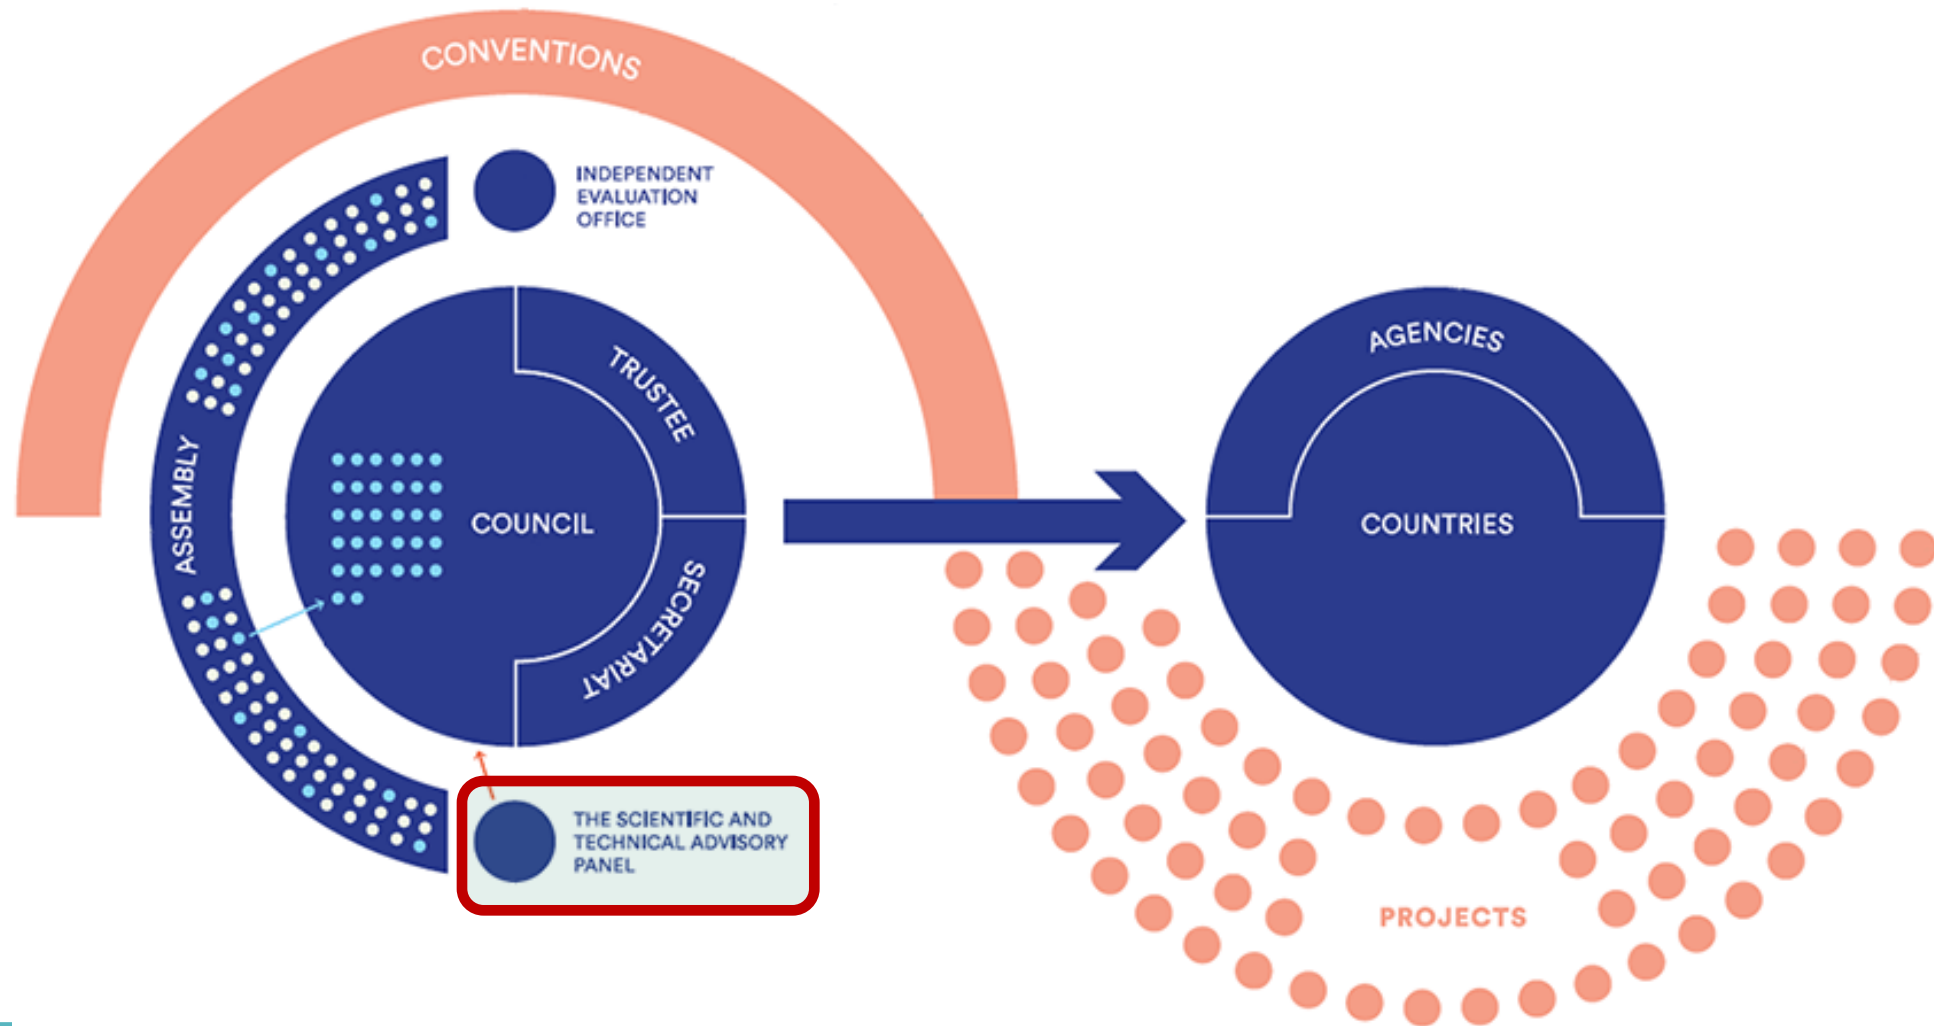 CONVENTIONS
INDEPENDENT
EVALUATION
OFFICE
TRUSTEE
AGENCIES
ASSEMBLY
COUNCIL
COUNTRIES
SECRETARIAT
THE SCIENTIFIC AND
TECHNICAL ADVISORY
PANEL
PROJECTS